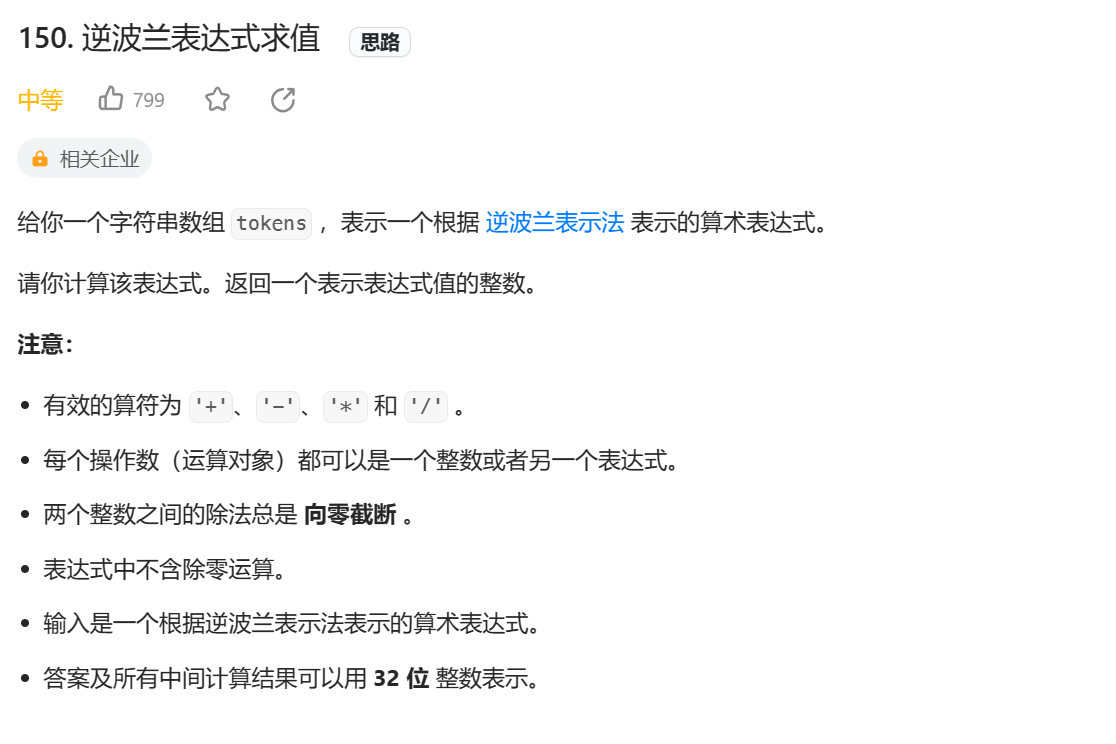 150. 逆波兰表达式求值 思路
中等 799
相关企业
给你一个字符串数组 tokens ，表示一个根据 逆波兰表示法 表示的算术表达式。
请你计算该表达式。返回一个表示表达式值的整数。
注意：
有效的算符为 '+'、'-'、'*' 和 '/' 。
每个操作数（运算对象）都可以是一个整数或者另一个表达式。
两个整数之间的除法总是 向零截断 。
表达式中不含除零运算。
输入是一个根据逆波兰表示法表示的算术表达式。
答案及所有中间计算结果可以用 32 位 整数表示。